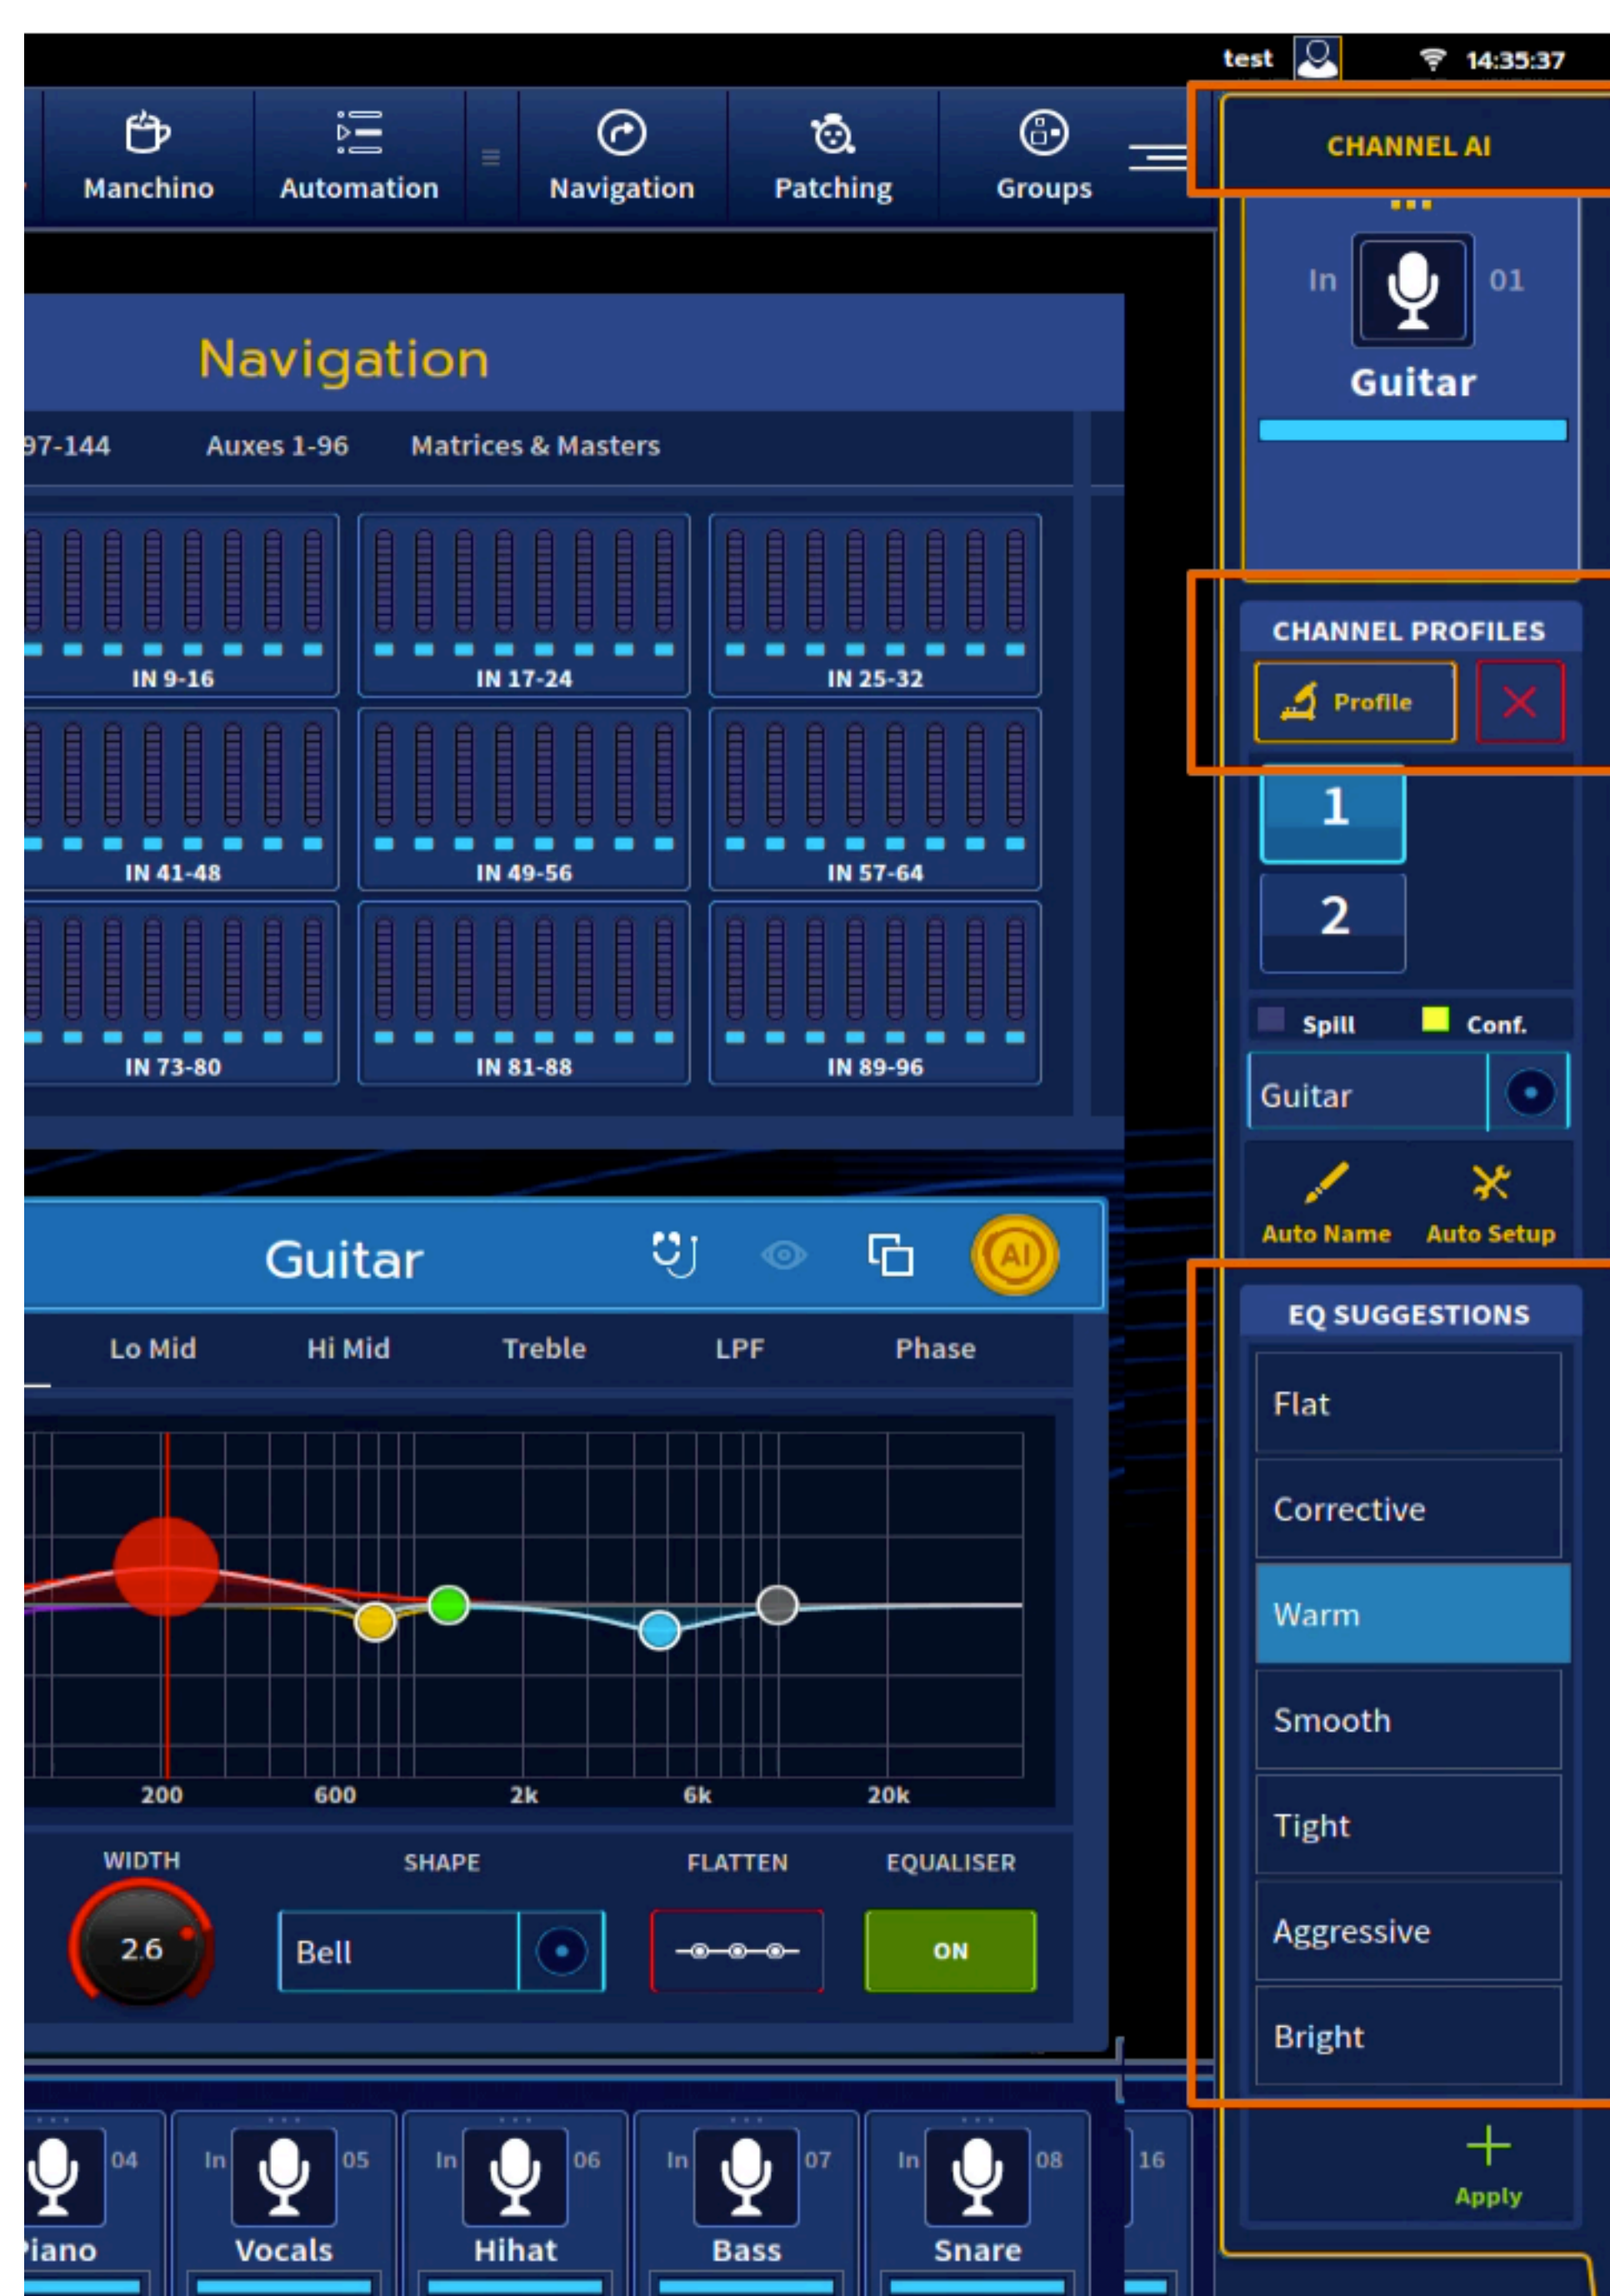 test 14:35:37
Manchino Automation Navigation Patching Groups
CHANNEL AI
In 01
Guitar
Navigation
97-144 Auxes 1-96 Matrices & Masters
IN 9-16 IN 17-24 IN 25-32
IN 41-48 IN 49-56 IN 57-64
IN 73-80 IN 81-88 IN 89-96
CHANNEL PROFILES
Profile
1
2
Spill Conf.
Guitar
Auto Name Auto Setup
Guitar AI
Lo Mid Hi Mid Treble LPF Phase
200 600 2k 6k 20k
WIDTH SHAPE FLATTEN EQUALISER
2.6 Bell ON
EQ SUGGESTIONS
Flat
Corrective
Warm
Smooth
Tight
Aggressive
Bright
Apply
04 In 05 In 06 In 07 In 08 16
iano Vocals Hihat Bass Snare